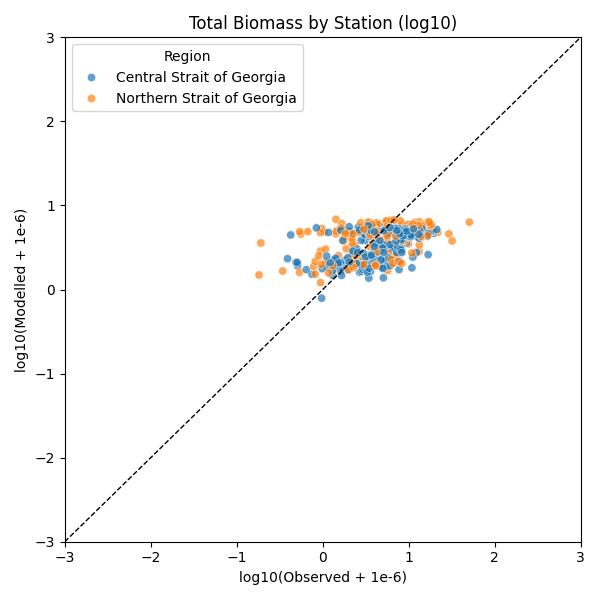 Total Biomass by Station (log10)
3
2
1
0
−1
−2
−3
log10(Modelled + 1e-6)
Region
Central Strait of Georgia
Northern Strait of Georgia
−3 −2 −1 0 1 2 3
log10(Observed + 1e-6)